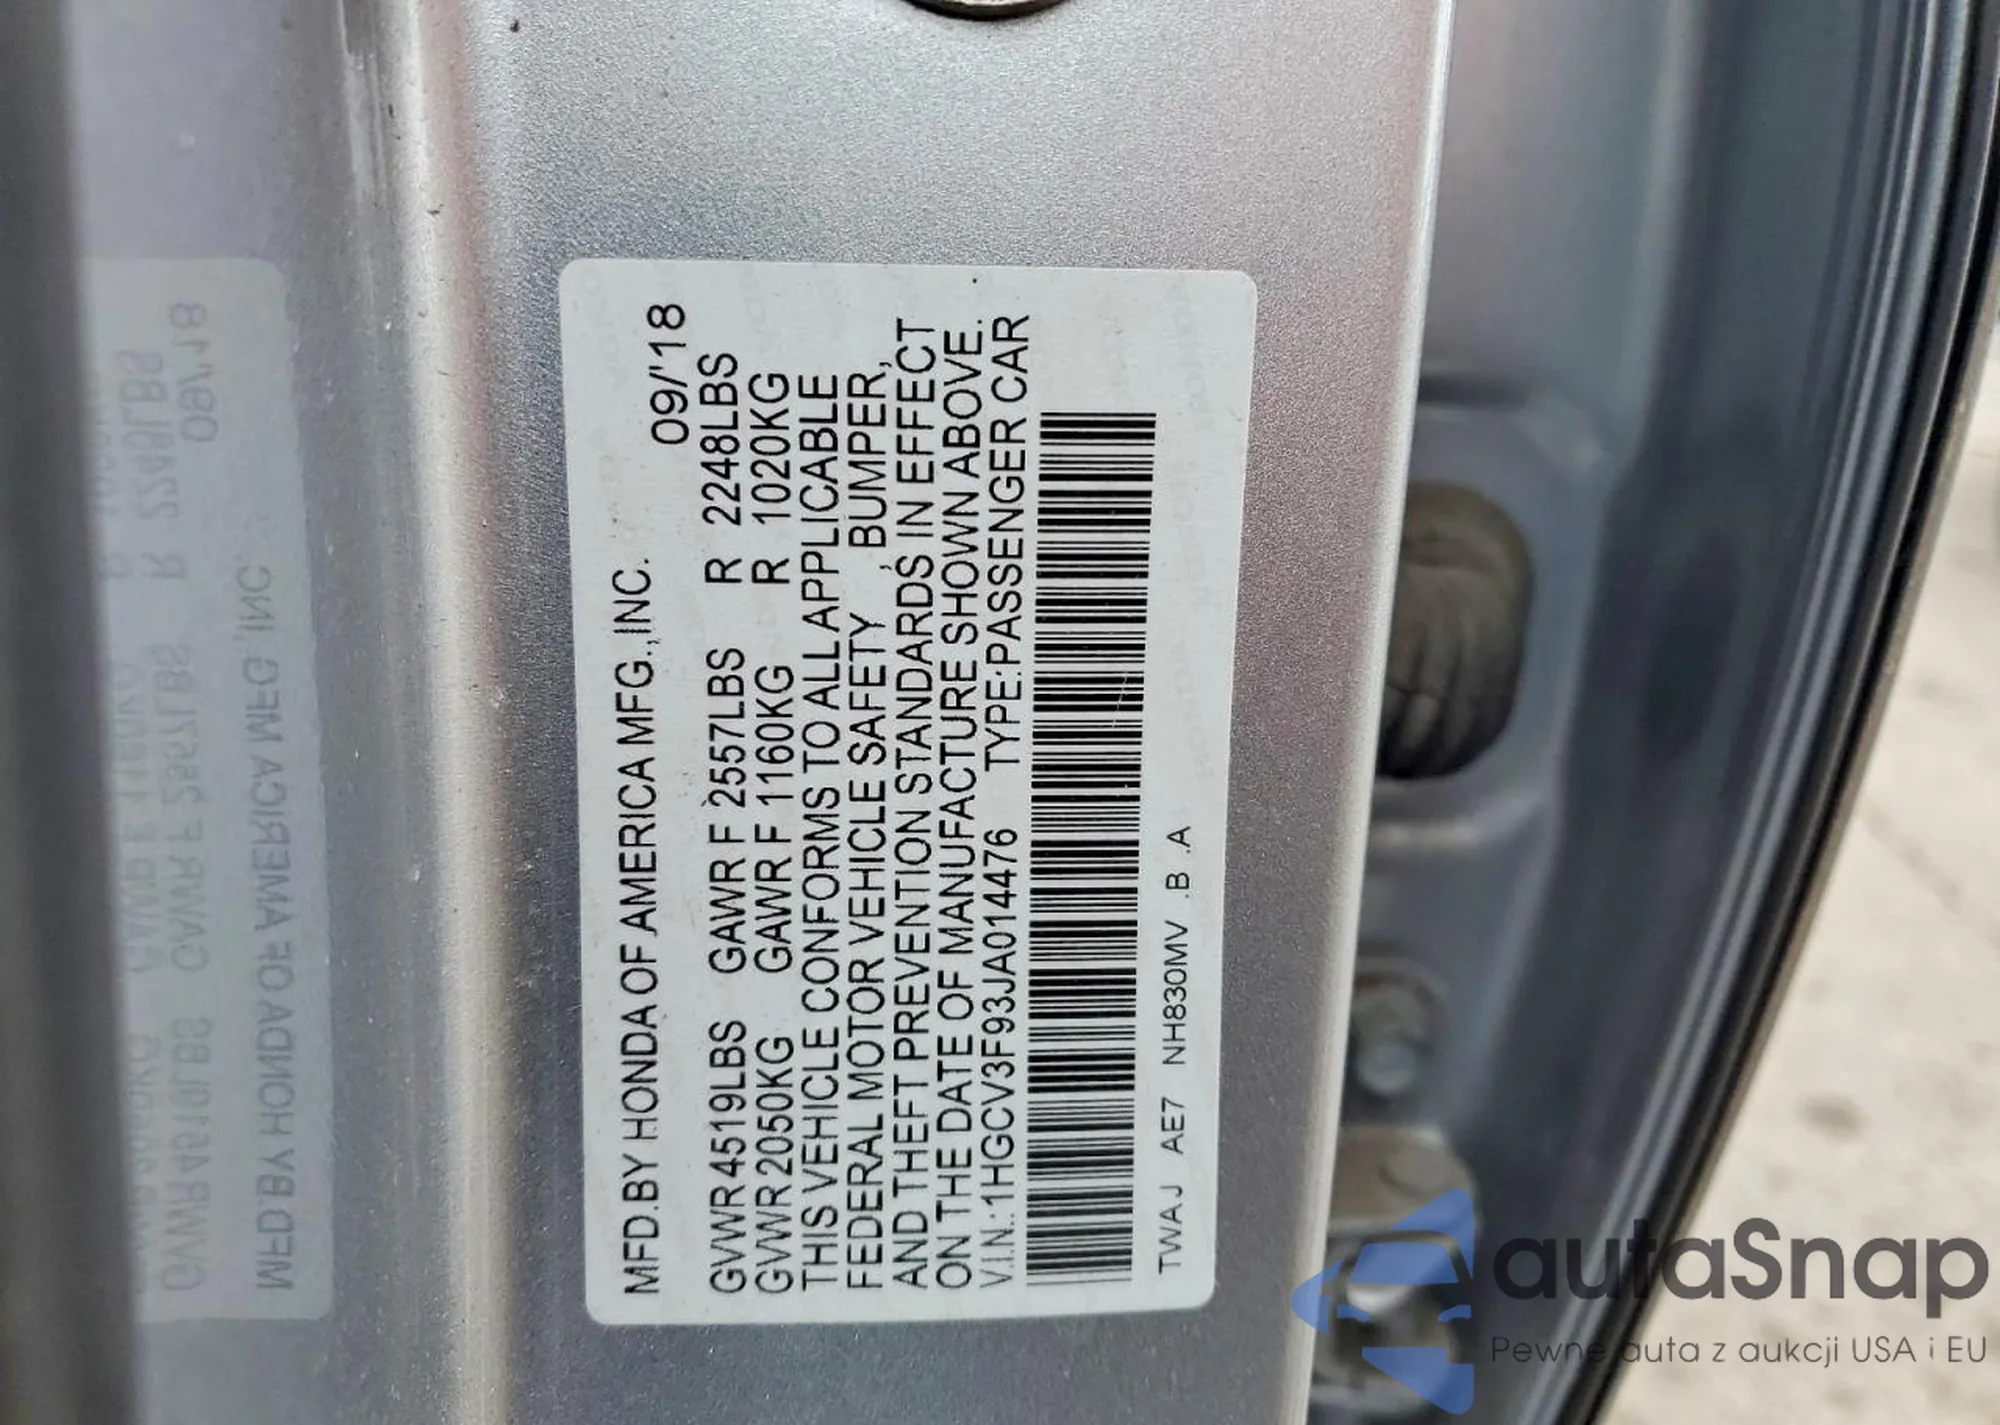 MFD.BY HONDA OF AMERICA MFG.,INC. 09/'18
GVWR 4519LBS GAWR F 2557LBS R 2248LBS
GVWR 2050KG GAWR F 1160KG R 1020KG
THIS VEHICLE CONFORMS TO ALL APPLICABLE
FEDERAL MOTOR VEHICLE SAFETY , BUMPER,
AND THEFT PREVENTION STANDARDS IN EFFECT
ON THE DATE OF MANUFACTURE SHOWN ABOVE.
V.I.N.:1HGCV3F93JA014476 TYPE:PASSENGER CAR
TWAJ AE7 NH830MV .B .A
autaSnap
Pewne auta z aukcji USA i EU